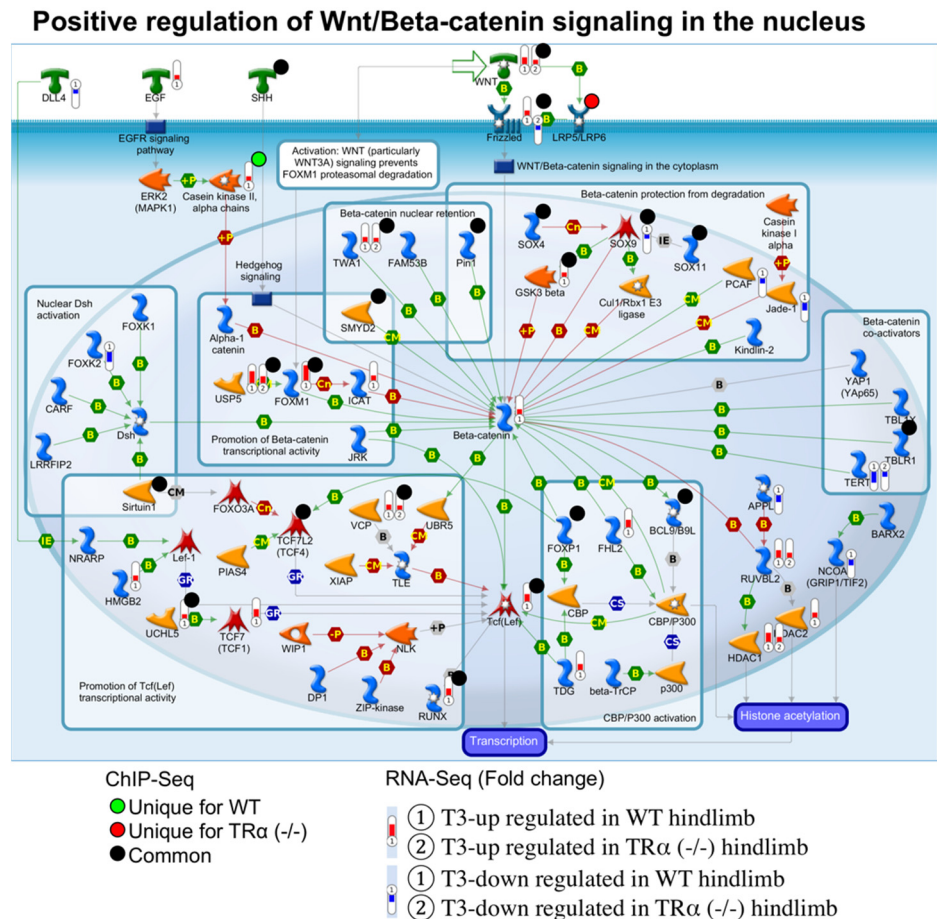 Positive regulation of Wnt/Beta-catenin signaling in the nucleus
DLL4
EGF
SHH
WNT
Frizzled
LRP5/LRP6
EGFR signaling
pathway
Activation: WNT (particularly
WNT3A) signaling prevents
FOXM1 proteasomal degradation
WNT/Beta-catenin signaling in the cytoplasm
ERK2
(MAPK1)
Casein kinase II,
alpha chains
Hedgehog
signaling
Beta-catenin nuclear retention
TWA1
FAM53B
Pin1
SMYD2
Beta-catenin protection from degradation
SOX4
SOX9
SOX11
GSK3 beta
Cul1/Rbx1 E3
ligase
Casein
kinase I
alpha
PCAF
Jade-1
Kindlin-2
Nuclear Dsh
activation
FOXK1
FOXK2
CARF
LRRFIP2
Dsh
Sirtuin1
Alpha-1
catenin
USP5
FOXM1
ICAT
Promotion of Beta-catenin
transcriptional activity
JRK
Beta-catenin
Beta-catenin
co-activators
YAP1
(YAp65)
TBL1X
TBLR1
TERT
NRARP
Lef-1
HMGB2
UCHL5
TCF7
(TCF1)
FOXO3A
PIAS4
TCF7L2
(TCF4)
VCP
UBR5
XIAP
TLE
WIP1
NLK
DP1
ZIP-kinase
RUNX
Tcf(Lef)
Promotion of Tcf(Lef)
transcriptional activity
FOXP1
FHL2
BCL9/B9L
CBP
CBP/P300
TDG
beta-TrCP
p300
CBP/P300 activation
APPL
BARX2
RUVBL2
NCOA
(GRIP1/TIF2)
HDAC1
DAC2
Histone acetylation
Transcription
ChIP-Seq
Unique for WT
Unique for TRα (-/-)
Common
RNA-Seq (Fold change)
1 T3-up regulated in WT hindlimb
2 T3-up regulated in TRα (-/-) hindlimb
1 T3-down regulated in WT hindlimb
2 T3-down regulated in TRα (-/-) hindlimb